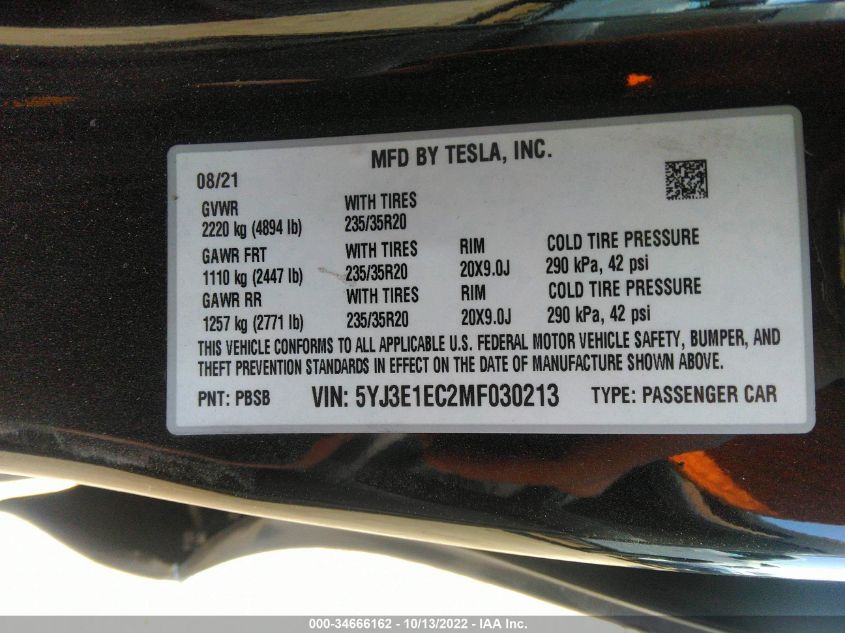 MFD BY TESLA, INC.
08/21
GVWR WITH TIRES
2220 kg (4894 lb) 235/35R20
GAWR FRT WITH TIRES RIM COLD TIRE PRESSURE
1110 kg (2447 lb) 235/35R20 20X9.0J 290 kPa, 42 psi
GAWR RR WITH TIRES RIM COLD TIRE PRESSURE
1257 kg (2771 lb) 235/35R20 20X9.0J 290 kPa, 42 psi
THIS VEHICLE CONFORMS TO ALL APPLICABLE U.S. FEDERAL MOTOR VEHICLE SAFETY, BUMPER, AND
THEFT PREVENTION STANDARDS IN EFFECT ON THE DATE OF MANUFACTURE SHOWN ABOVE.
PNT: PBSB VIN: 5YJ3E1EC2MF030213 TYPE: PASSENGER CAR
000-34666162 - 10/13/2022 - IAA Inc.